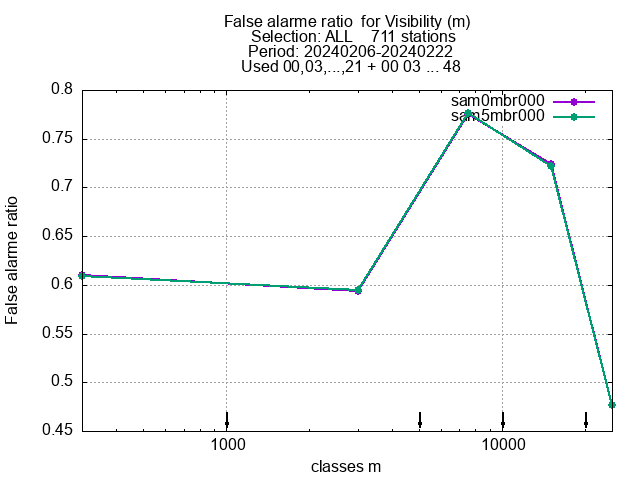 False alarme ratio  for Visibility (m)
Selection: ALL    711 stations
Period: 20240206-20240222
Used 00,03,...,21 + 00 03 ... 48
sam0mbr000
sam5mbr000
0.8
0.75
0.7
0.65
0.6
0.55
0.5
0.45
False alarme ratio
1000
10000
classes m